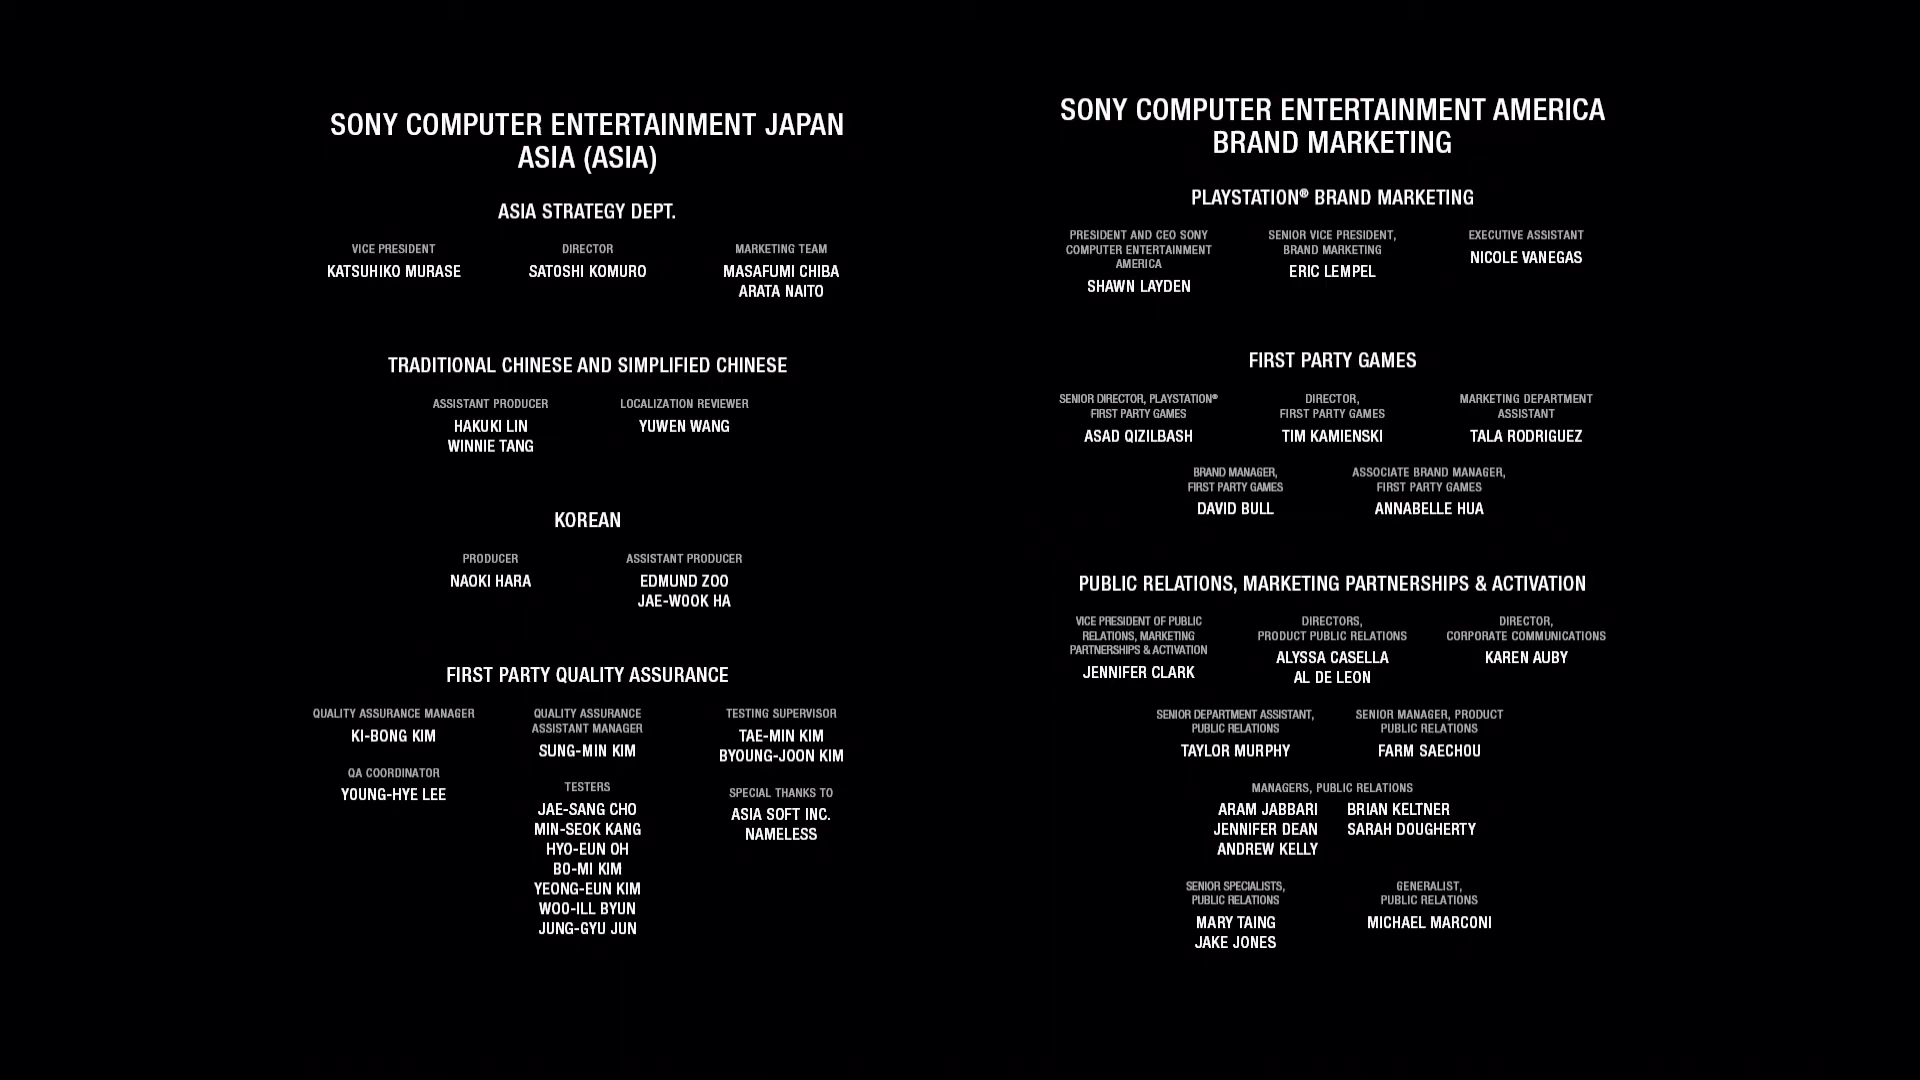 SONY COMPUTER ENTERTAINMENT JAPAN
ASIA (ASIA)
ASIA STRATEGY DEPT.
VICE PRESIDENT
KATSUHIKO MURASE
DIRECTOR
SATOSHI KOMURO
MARKETING TEAM
MASAFUMI CHIBA
ARATA NAITO
TRADITIONAL CHINESE AND SIMPLIFIED CHINESE
ASSISTANT PRODUCER
HAKUKI LIN
WINNIE TANG
LOCALIZATION REVIEWER
YUWEN WANG
KOREAN
PRODUCER
NAOKI HARA
ASSISTANT PRODUCER
EDMUND ZOO
JAE-WOOK HA
FIRST PARTY QUALITY ASSURANCE
QUALITY ASSURANCE MANAGER
KI-BONG KIM
QA COORDINATOR
YOUNG-HYE LEE
QUALITY ASSURANCE
ASSISTANT MANAGER
SUNG-MIN KIM
TESTERS
JAE-SANG CHO
MIN-SEOK KANG
HYO-EUN OH
BO-MI KIM
YEONG-EUN KIM
WOO-ILL BYUN
JUNG-GYU JUN
TESTING SUPERVISOR
TAE-MIN KIM
BYOUNG-JOON KIM
SPECIAL THANKS TO
ASIA SOFT INC.
NAMELESS
SONY COMPUTER ENTERTAINMENT AMERICA
BRAND MARKETING
PLAYSTATION® BRAND MARKETING
PRESIDENT AND CEO SONY
COMPUTER ENTERTAINMENT
AMERICA
SHAWN LAYDEN
SENIOR VICE PRESIDENT,
BRAND MARKETING
ERIC LEMPEL
EXECUTIVE ASSISTANT
NICOLE VANEGAS
FIRST PARTY GAMES
SENIOR DIRECTOR, PLAYSTATION®
FIRST PARTY GAMES
ASAD QIZILBASH
DIRECTOR,
FIRST PARTY GAMES
TIM KAMIENSKI
MARKETING DEPARTMENT
ASSISTANT
TALA RODRIGUEZ
BRAND MANAGER,
FIRST PARTY GAMES
DAVID BULL
ASSOCIATE BRAND MANAGER,
FIRST PARTY GAMES
ANNABELLE HUA
PUBLIC RELATIONS, MARKETING PARTNERSHIPS & ACTIVATION
VICE PRESIDENT OF PUBLIC
RELATIONS, MARKETING
PARTNERSHIPS & ACTIVATION
JENNIFER CLARK
DIRECTORS,
PRODUCT PUBLIC RELATIONS
ALYSSA CASELLA
AL DE LEON
DIRECTOR,
CORPORATE COMMUNICATIONS
KAREN AUBY
SENIOR DEPARTMENT ASSISTANT,
PUBLIC RELATIONS
TAYLOR MURPHY
SENIOR MANAGER, PRODUCT
PUBLIC RELATIONS
FARM SAECHOU
MANAGERS, PUBLIC RELATIONS
ARAM JABBARI
JENNIFER DEAN
ANDREW KELLY
BRIAN KELTNER
SARAH DOUGHERTY
SENIOR SPECIALISTS,
PUBLIC RELATIONS
MARY TAING
JAKE JONES
GENERALIST,
PUBLIC RELATIONS
MICHAEL MARCONI